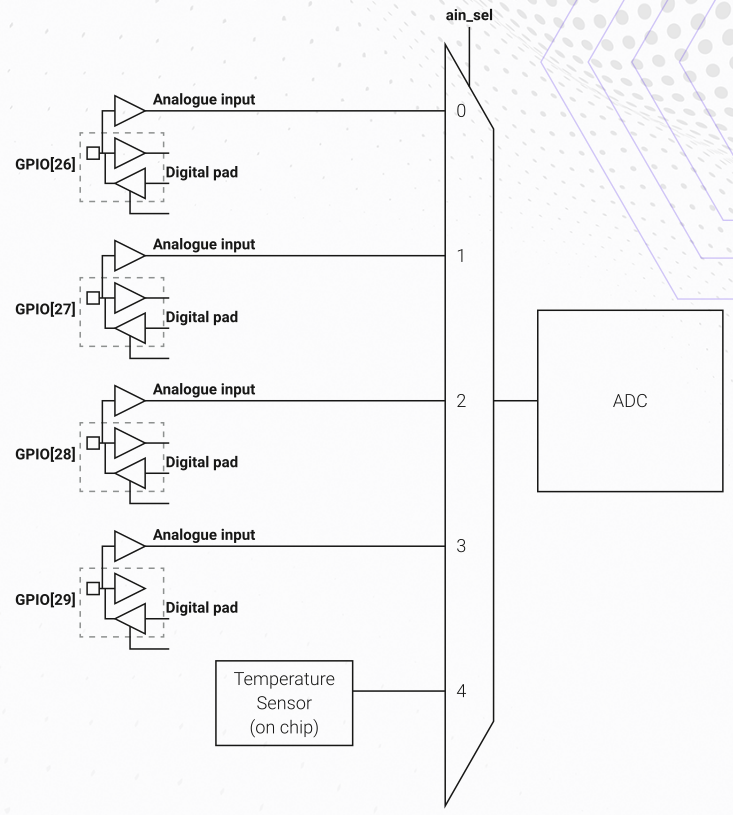 ain_sel
Analogue input
0
GPIO[26]
Digital pad
Analogue input
1
GPIO[27]
Digital pad
Analogue input
2
ADC
GPIO[28]
Digital pad
Analogue input
3
GPIO[29]
Digital pad
Temperature
Sensor
(on chip)
4